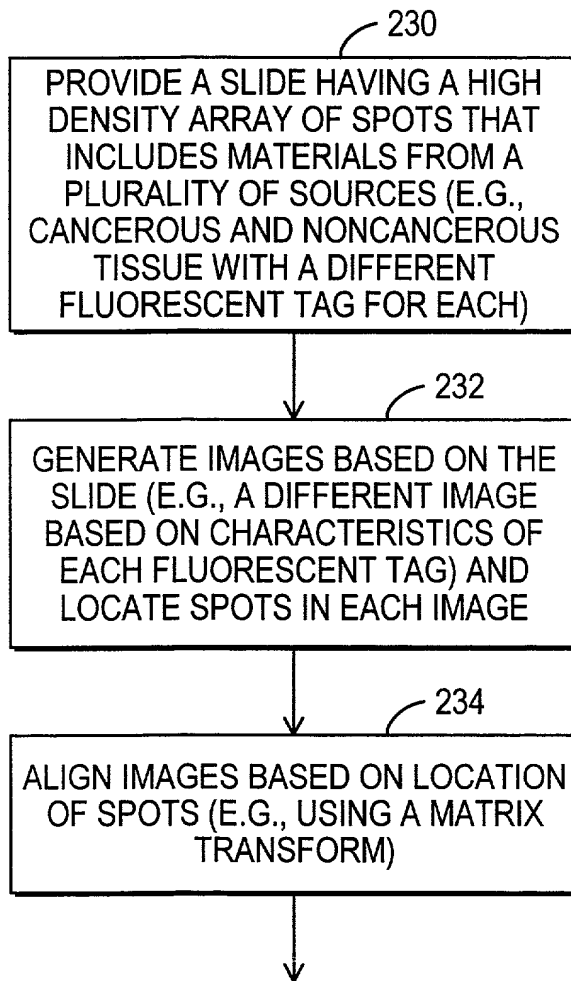 230
PROVIDE A SLIDE HAVING A HIGH
DENSITY ARRAY OF SPOTS THAT
INCLUDES MATERIALS FROM A
PLURALITY OF SOURCES (E.G.,
CANCEROUS AND NONCANCEROUS
TISSUE WITH A DIFFERENT
FLUORESCENT TAG FOR EACH)
232
GENERATE IMAGES BASED ON THE
SLIDE (E.G., A DIFFERENT IMAGE
BASED ON CHARACTERISTICS OF
EACH FLUORESCENT TAG) AND
LOCATE SPOTS IN EACH IMAGE
234
ALIGN IMAGES BASED ON LOCATION
OF SPOTS (E.G., USING A MATRIX
TRANSFORM)